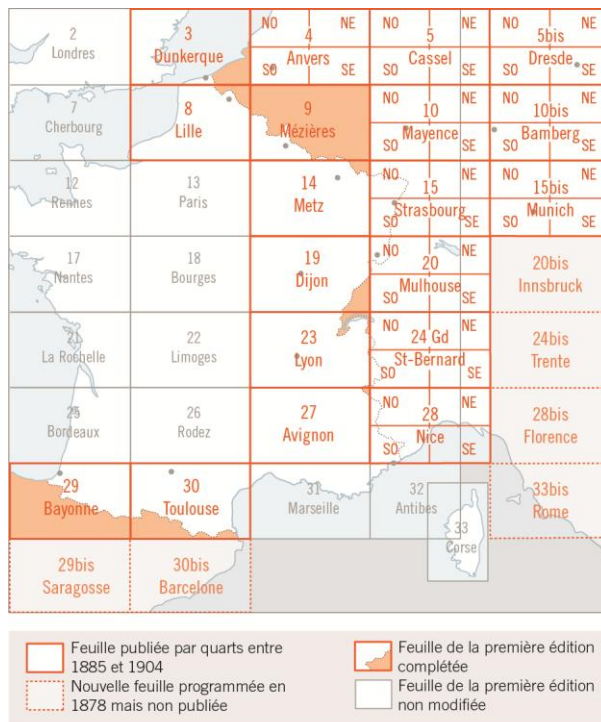 2
Londres
3
Dunkerque
NO NE
4
Anvers
SO SE
NO NE
5
Cassel
SO SE
NO NE
5bis
Dresde
SO SE
7
Cherbourg
8
Lille
9
Mézières
NO NE
10
Mayence
SO SE
NO NE
10bis
Bamberg
SO SE
12
Rennes
13
Paris
14
Metz
NO NE
15
Strasbourg
SO SE
NO NE
15bis
Munich
SO SE
17
Nantes
18
Bourges
19
Dijon
NO NE
20
Mulhouse
SO SE
20bis
Innsbruck
21
La Rochelle
22
Limoges
23
Lyon
NO NE
24 Gd
St-Bernard
SO SE
24bis
Trente
25
Bordeaux
26
Rodez
27
Avignon
NO NE
28
Nice
SO SE
28bis
Florence
29
Bayonne
30
Toulouse
31
Marseille
32
Antibes
33
Corse
33bis
Rome
29bis
Saragosse
30bis
Barcelone
Feuille publiée par quarts entre
1885 et 1904
Nouvelle feuille programmée en
1878 mais non publiée
Feuille de la première édition
complétée
Feuille de la première édition
non modifiée